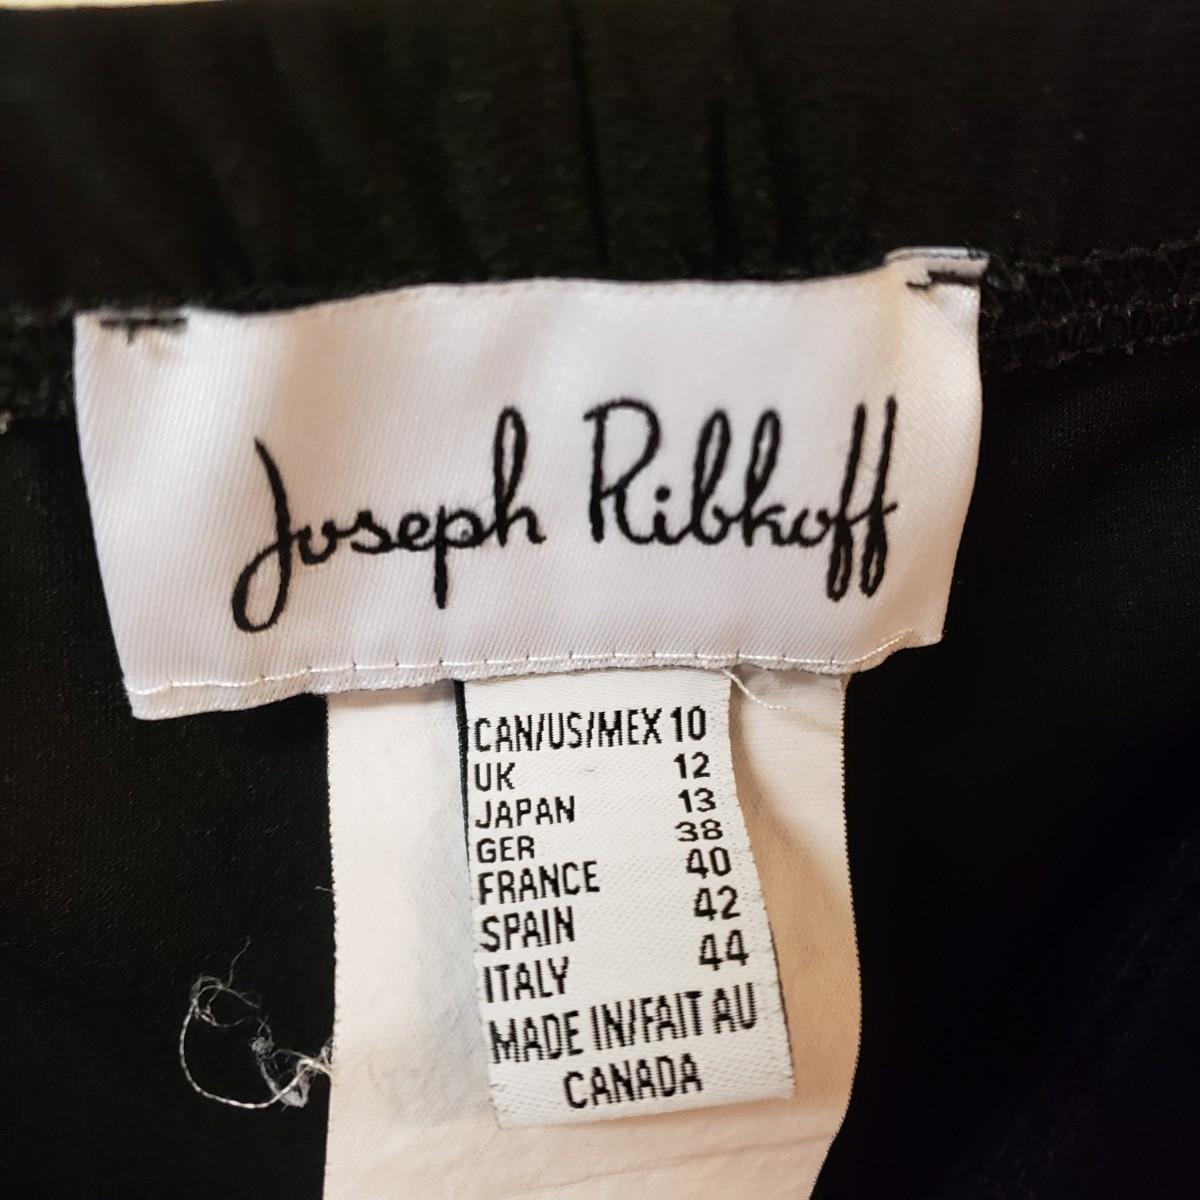 Joseph Ribkoff
CAN/US/MEX 10
UK 12
JAPAN 13
GER 38
FRANCE 40
SPAIN 42
ITALY 44
MADE IN/FAIT AU
CANADA